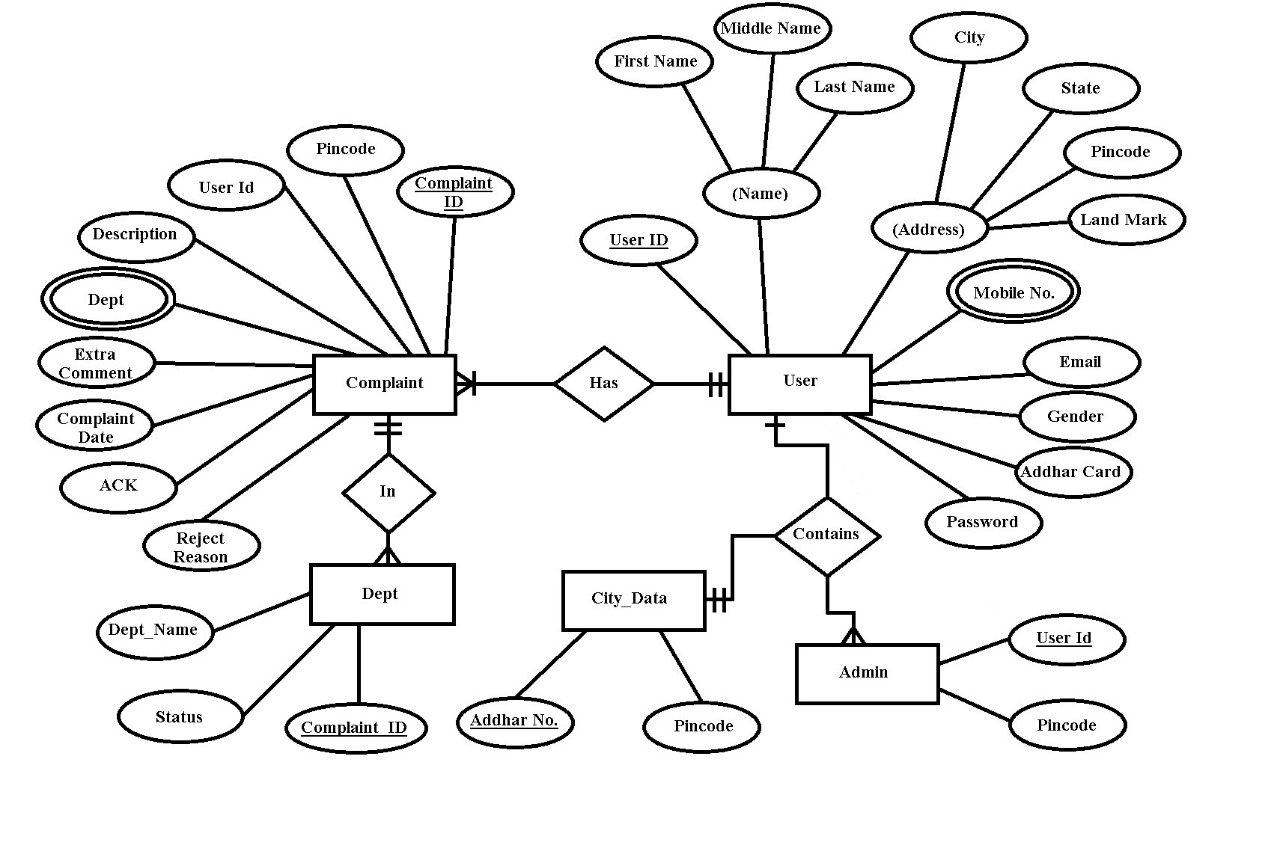 Middle Name
City
First Name
Last Name
State
Pincode
Pincode
Complaint
ID
User Id
(Name)
Land Mark
(Address)
Description
User ID
Dept
Mobile No.
Extra
Comment
Complaint
Has
User
Email
Gender
Complaint
Date
Addhar Card
ACK
In
Password
Contains
Reject
Reason
Dept
City_Data
Dept_Name
User Id
Admin
Status
Complaint_ID
Addhar No.
Pincode
Pincode